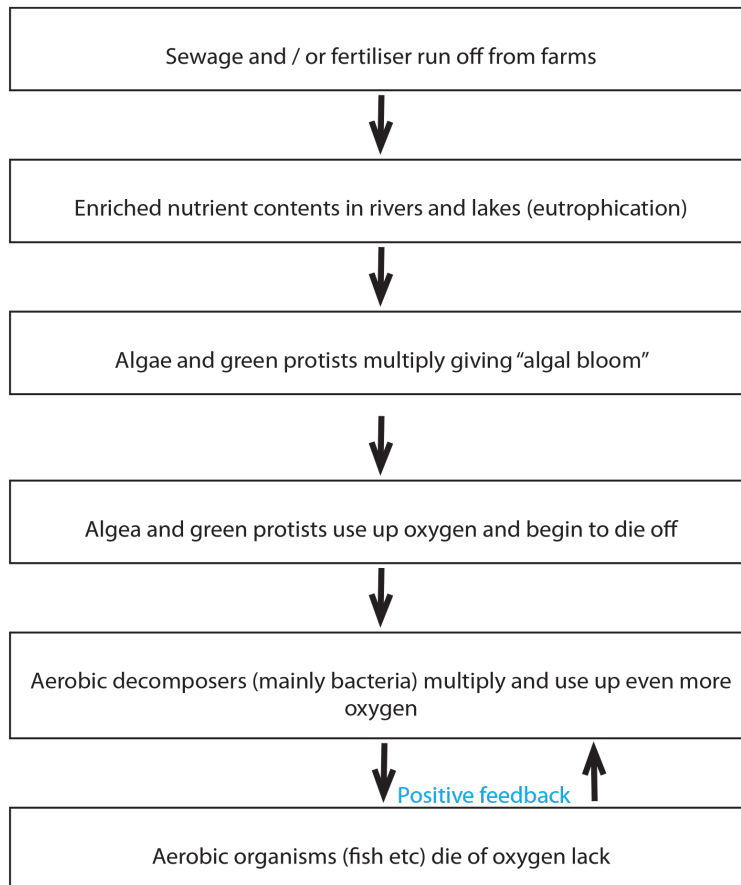 Sewage and / or fertiliser run off from farms
Enriched nutrient contents in rivers and lakes (eutrophication)
Algae and green protists multiply giving “algal bloom”
Algea and green protists use up oxygen and begin to die off
Aerobic decomposers (mainly bacteria) multiply and use up even more
oxygen
Positive feedback
Aerobic organisms (fish etc) die of oxygen lack